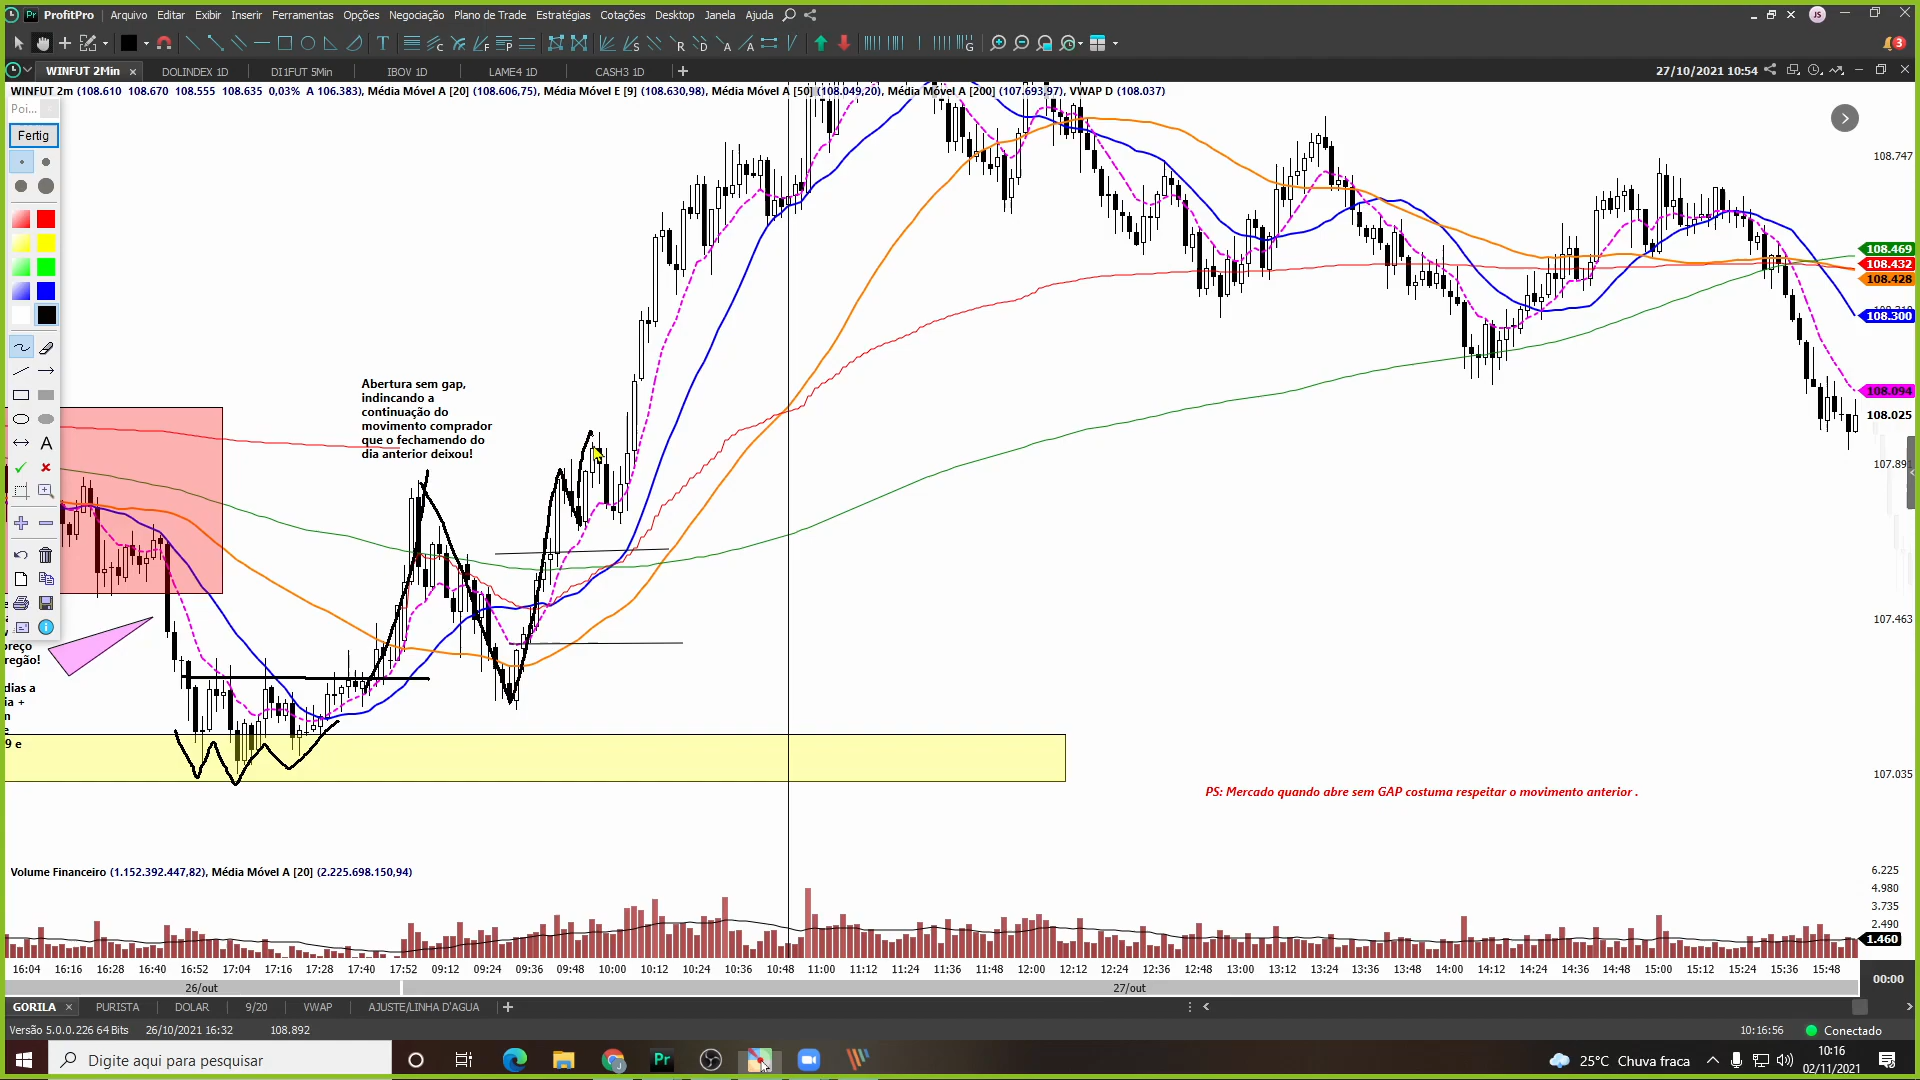 ProfitPro Arquivo Editar Exibir Inserir Ferramentas Opções Negociação Plano de Trade Estratégias Cotações Desktop Janela Ajuda JS
3
WINFUT 2Min DOLINDEX 1D DI1FUT 5Min IBOV 1D LAME4 1D CASH3 1D 27/10/2021 10:54
WINFUT 2m (108.610 108.670 108.555 108.635 0,03% A 106.383), Média Móvel A [20] (108.606,75), Média Móvel E [9] (108.630,98), Média Móvel A [50] (108.049,20), Média Móvel A [200] (107.693,97), VWAP D (108.037)
Poi...
Fertig
108.747
108.469
108.432
108.428
108.300
108.094
108.025
107.891
107.463
107.035
Abertura sem gap,
indincando a
continuação do
movimento comprador
que o fechamendo do
dia anterior deixou!
preço
regão!
dias a
ia +
m
e
9 e
PS: Mercado quando abre sem GAP costuma respeitar o movimento anterior .
Volume Financeiro (1.152.392.447,82), Média Móvel A [20] (2.225.698.150,94)
6.225
4.980
3.735
2.490
1.460
16:04 16:16 16:28 16:40 16:52 17:04 17:16 17:28 17:40 17:52 09:12 09:24 09:36 09:48 10:00 10:12 10:24 10:36 10:48 11:00 11:12 11:24 11:36 11:48 12:00 12:12 12:24 12:36 12:48 13:00 13:12 13:24 13:36 13:48 14:00 14:12 14:24 14:36 14:48 15:00 15:12 15:24 15:36 15:48
00:00
26/out 27/out
GORILA PURISTA DOLAR 9/20 VWAP AJUSTE/LINHA D'AGUA
Versão 5.0.0.226 64 Bits 26/10/2021 16:32 108.892 10:16:56 Conectado
Digite aqui para pesquisar Pr 25°C Chuva fraca 10:16
02/11/2021